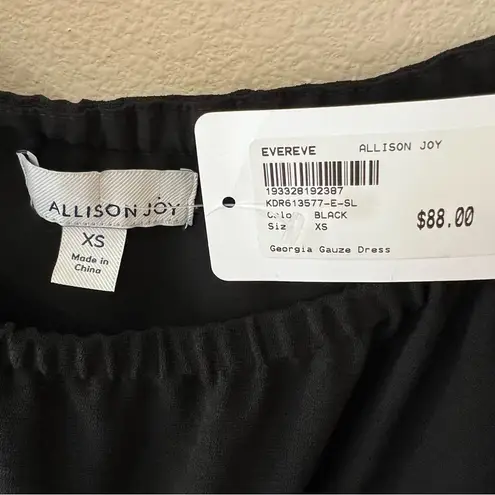 ALLISON JOY
XS
Made in
China
EVEREVE ALLISON JOY
193328192387
KDR613577-E-SL
Color BLACK
Size XS
$88.00
Georgia Gauze Dress